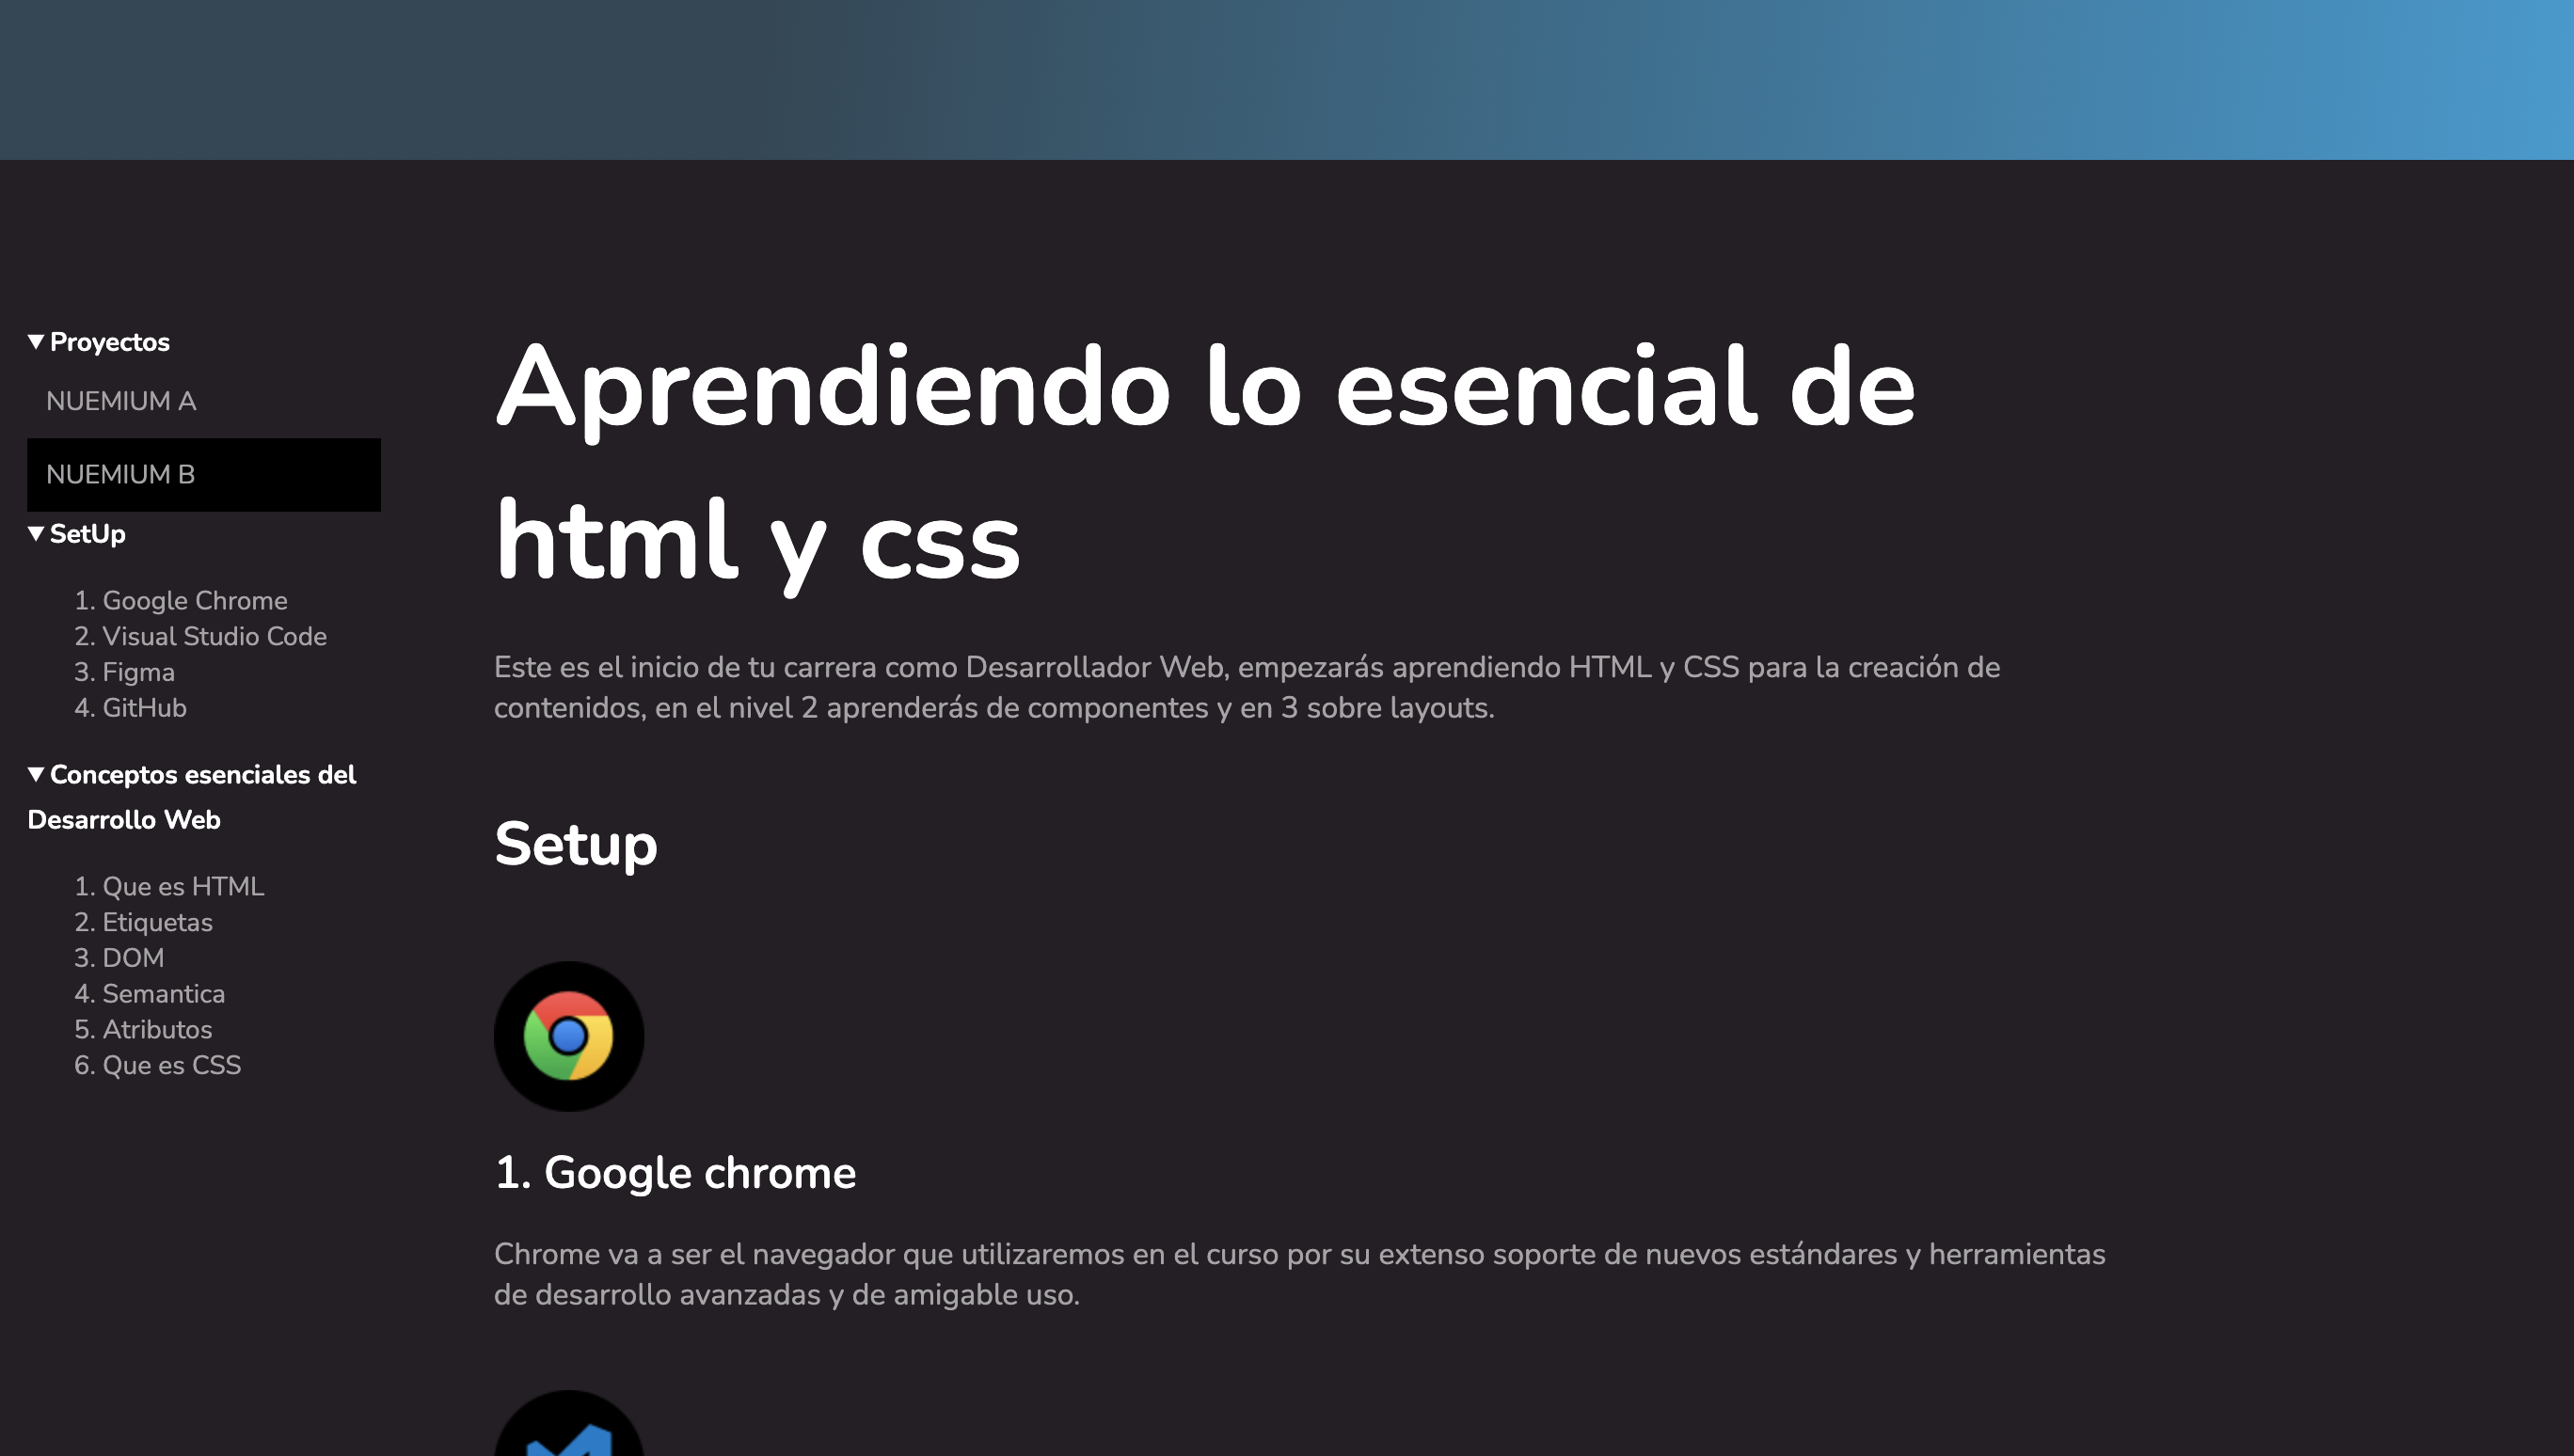 Proyectos
NUEMIUM A
NUEMIUM B
SetUp
1. Google Chrome
2. Visual Studio Code
3. Figma
4. GitHub
Conceptos esenciales del
Desarrollo Web
1. Que es HTML
2. Etiquetas
3. DOM
4. Semantica
5. Atributos
6. Que es CSS
Aprendiendo lo esencial de
html y css
Este es el inicio de tu carrera como Desarrollador Web, empezarás aprendiendo HTML y CSS para la creación de
contenidos, en el nivel 2 aprenderás de componentes y en 3 sobre layouts.
Setup
1. Google chrome
Chrome va a ser el navegador que utilizaremos en el curso por su extenso soporte de nuevos estándares y herramientas
de desarrollo avanzadas y de amigable uso.